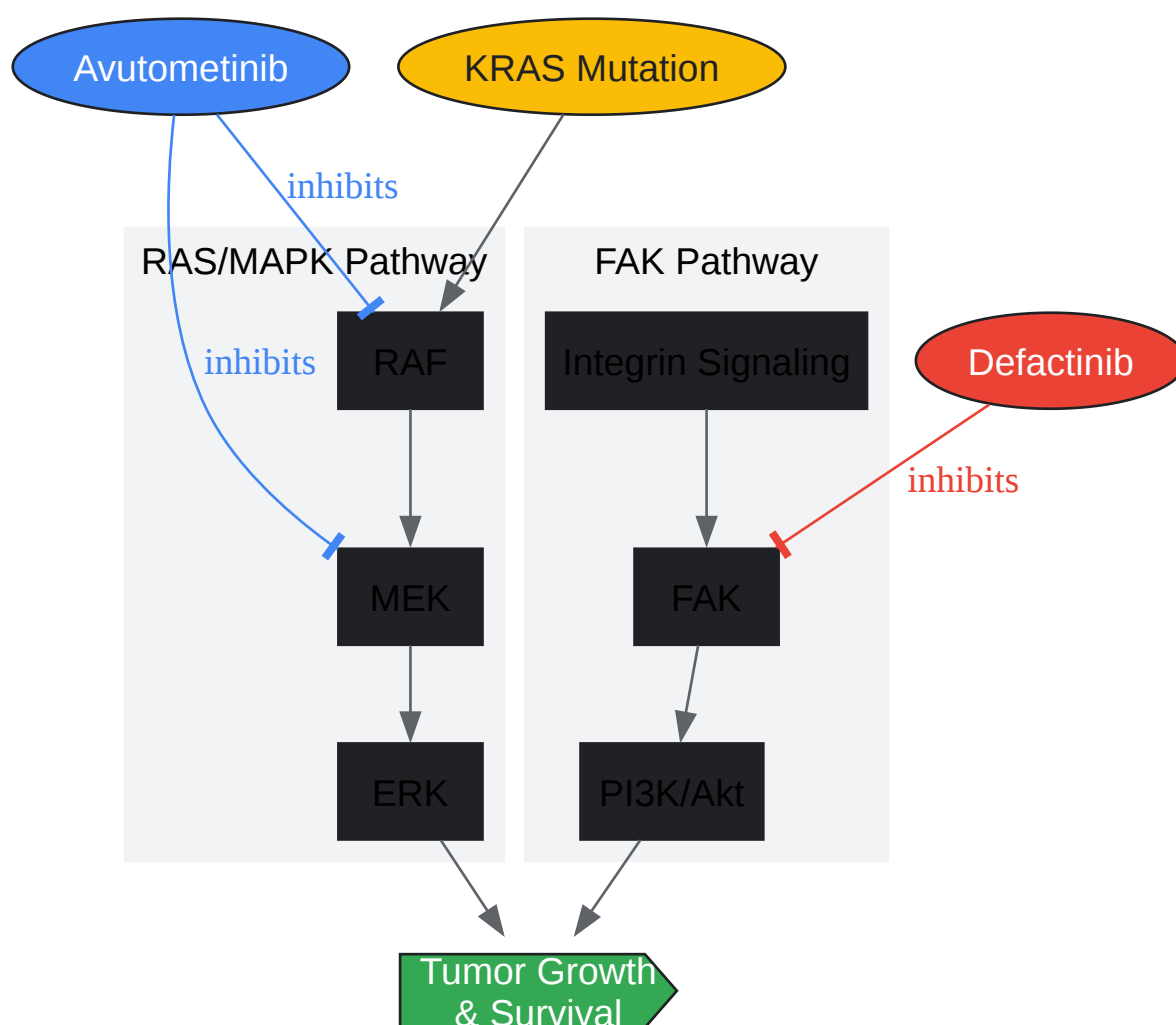 Avutometinib
KRAS Mutation
inhibits
RAS/MAPK Pathway
FAK Pathway
inhibits
RAF
Integrin Signaling
Defactinib
inhibits
MEK
FAK
ERK
PI3K/Akt
Tumor Growth
& Survival